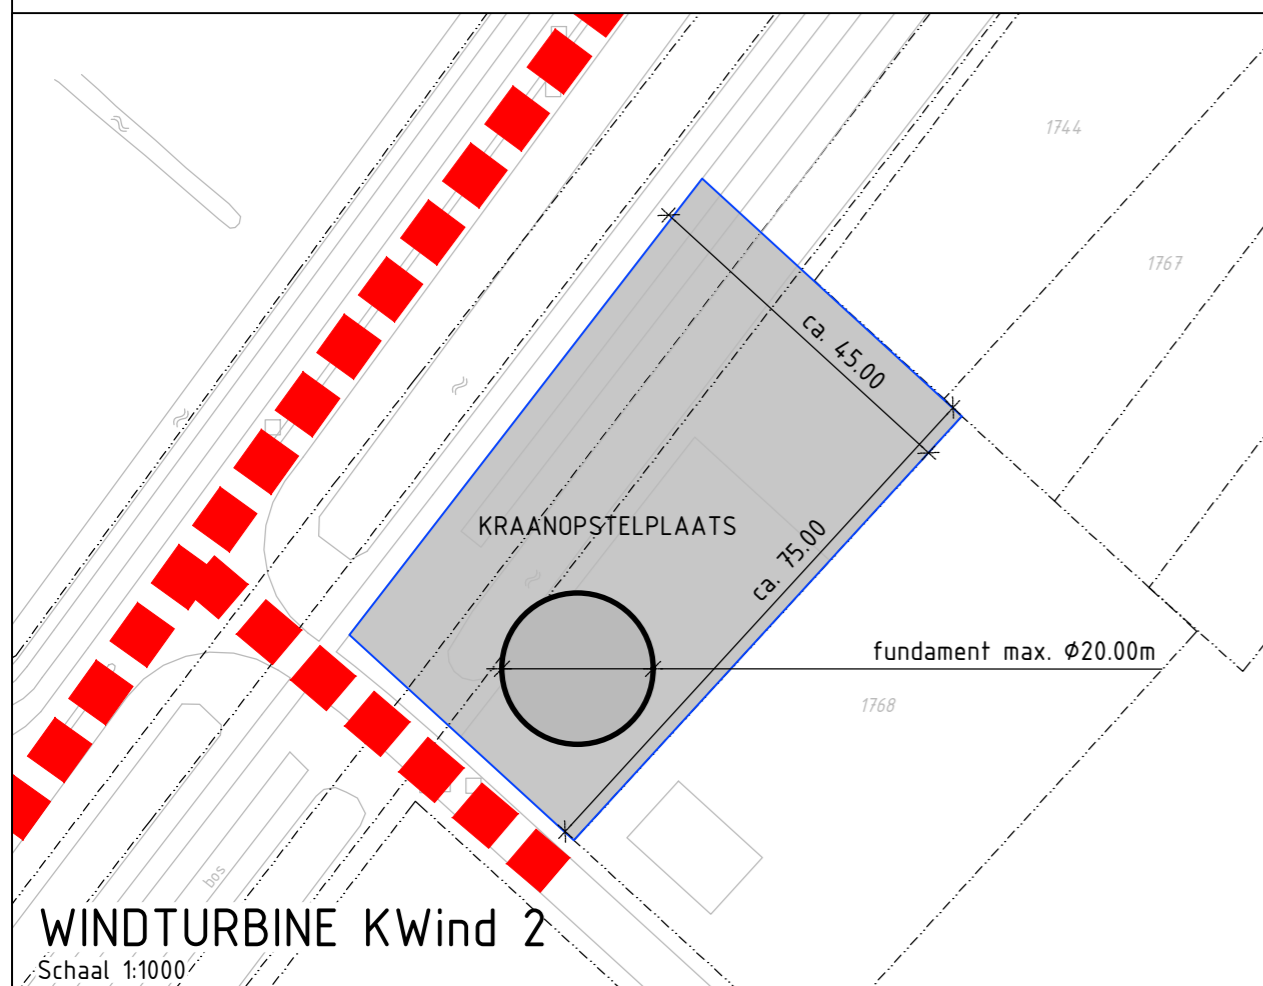 1744
1767
ca. 45.00
KRAANOPSTELPLAATS
ca. 75.00
fundament max. Ø20.00m
1768
bos
WINDTURBINE KWind 2
Schaal 1:1000